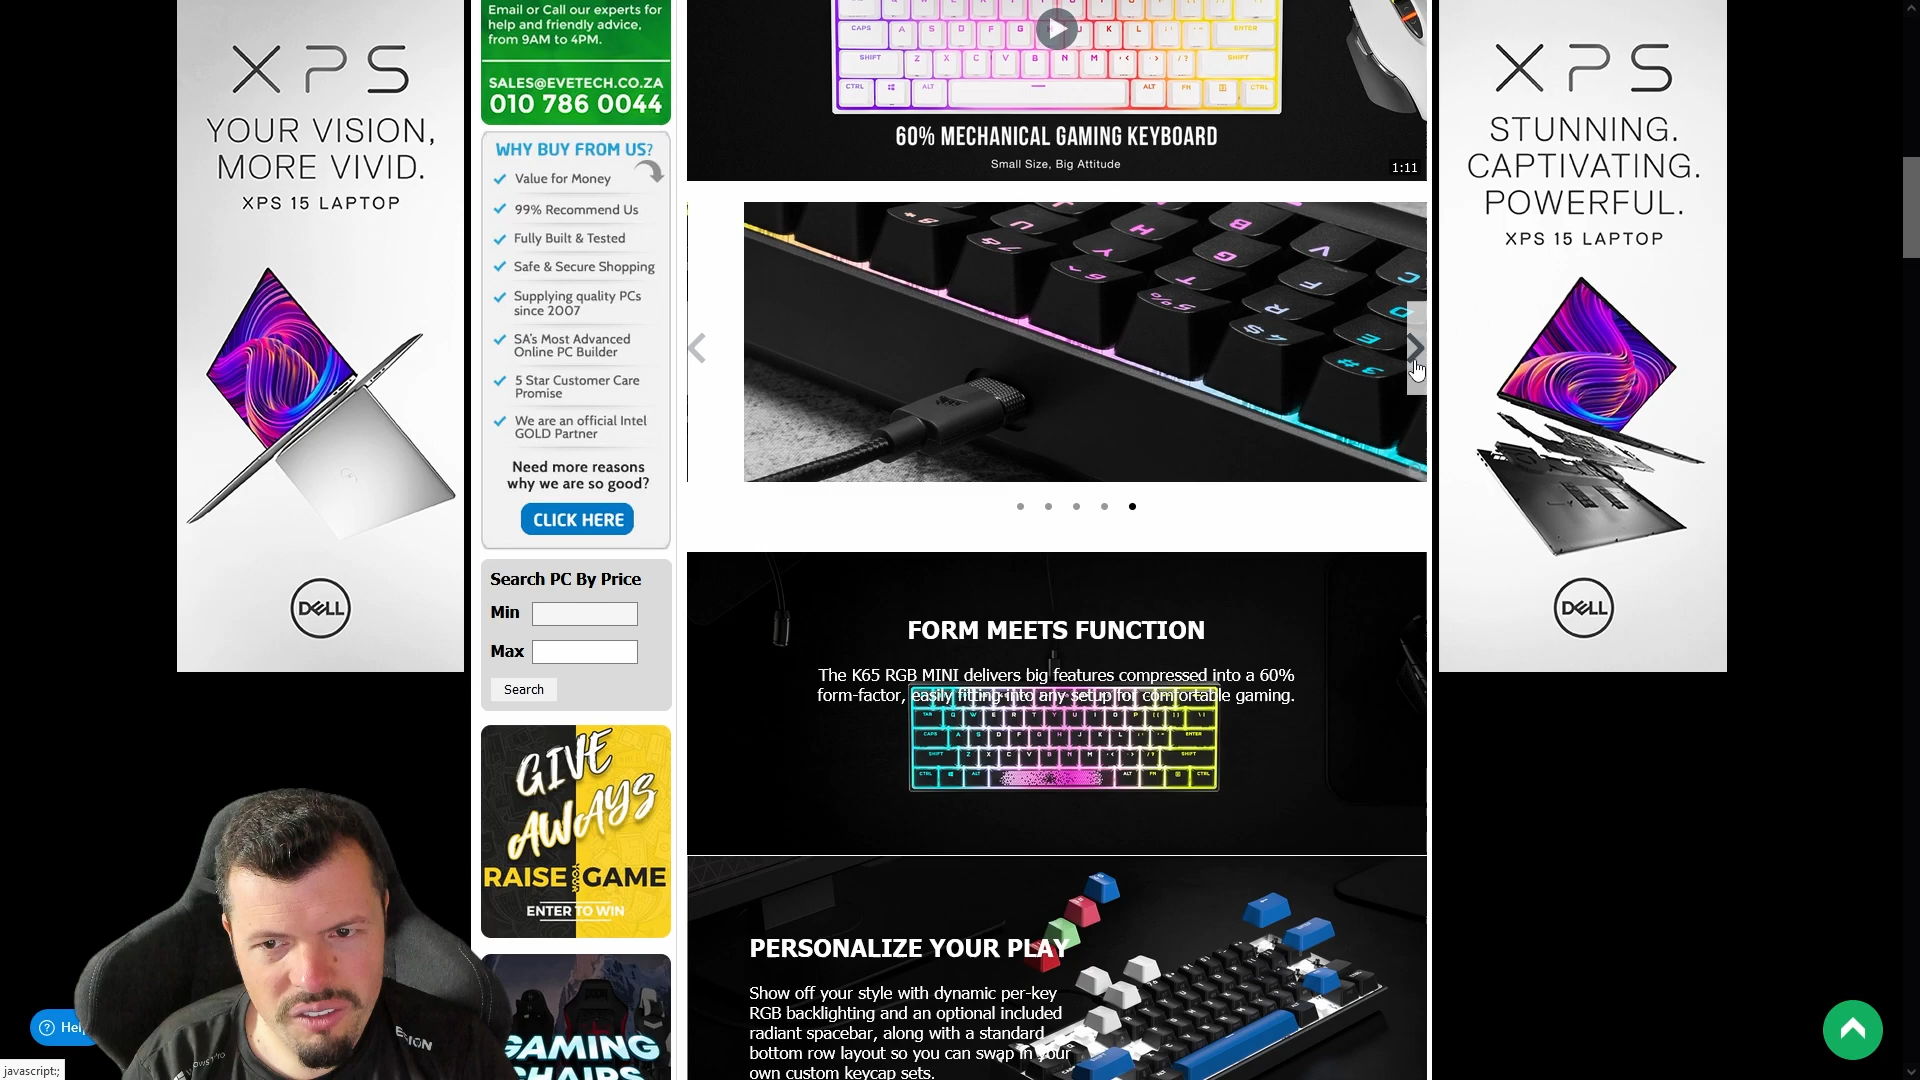 XPS
YOUR VISION,
MORE VIVID.
XPS 15 LAPTOP
DELL
Email or Call our experts for
help and friendly advice,
from 9AM to 4PM.
SALES@EVETECH.CO.ZA
010 786 0044
WHY BUY FROM US?
Value for Money
99% Recommend Us
Fully Built & Tested
Safe & Secure Shopping
Supplying quality PCs
since 2007
SA's Most Advanced
Online PC Builder
5 Star Customer Care
Promise
We are an official Intel
GOLD Partner
Need more reasons
why we are so good?
CLICK HERE
Search PC By Price
Min
Max
Search
GIVE
AWAYS
RAISE GAME
ENTER TO WIN
GAMING
CHAIRS
CAPS A S D F G K L ENTER
SHIFT Z X C V B N M SHIFT
CTRL ALT ALT FN CTRL
60% MECHANICAL GAMING KEYBOARD
Small Size, Big Attitude
1:11
FORM MEETS FUNCTION
The K65 RGB MINI delivers big features compressed into a 60%
form-factor, easily fitting into any setup for comfortable gaming.
PERSONALIZE YOUR PLAY
Show off your style with dynamic per-key
RGB backlighting and an optional included
radiant spacebar, along with a standard
bottom row layout so you can swap in your
own custom keycap sets.
XPS
STUNNING.
CAPTIVATING.
POWERFUL.
XPS 15 LAPTOP
DELL
Help
javascript:;